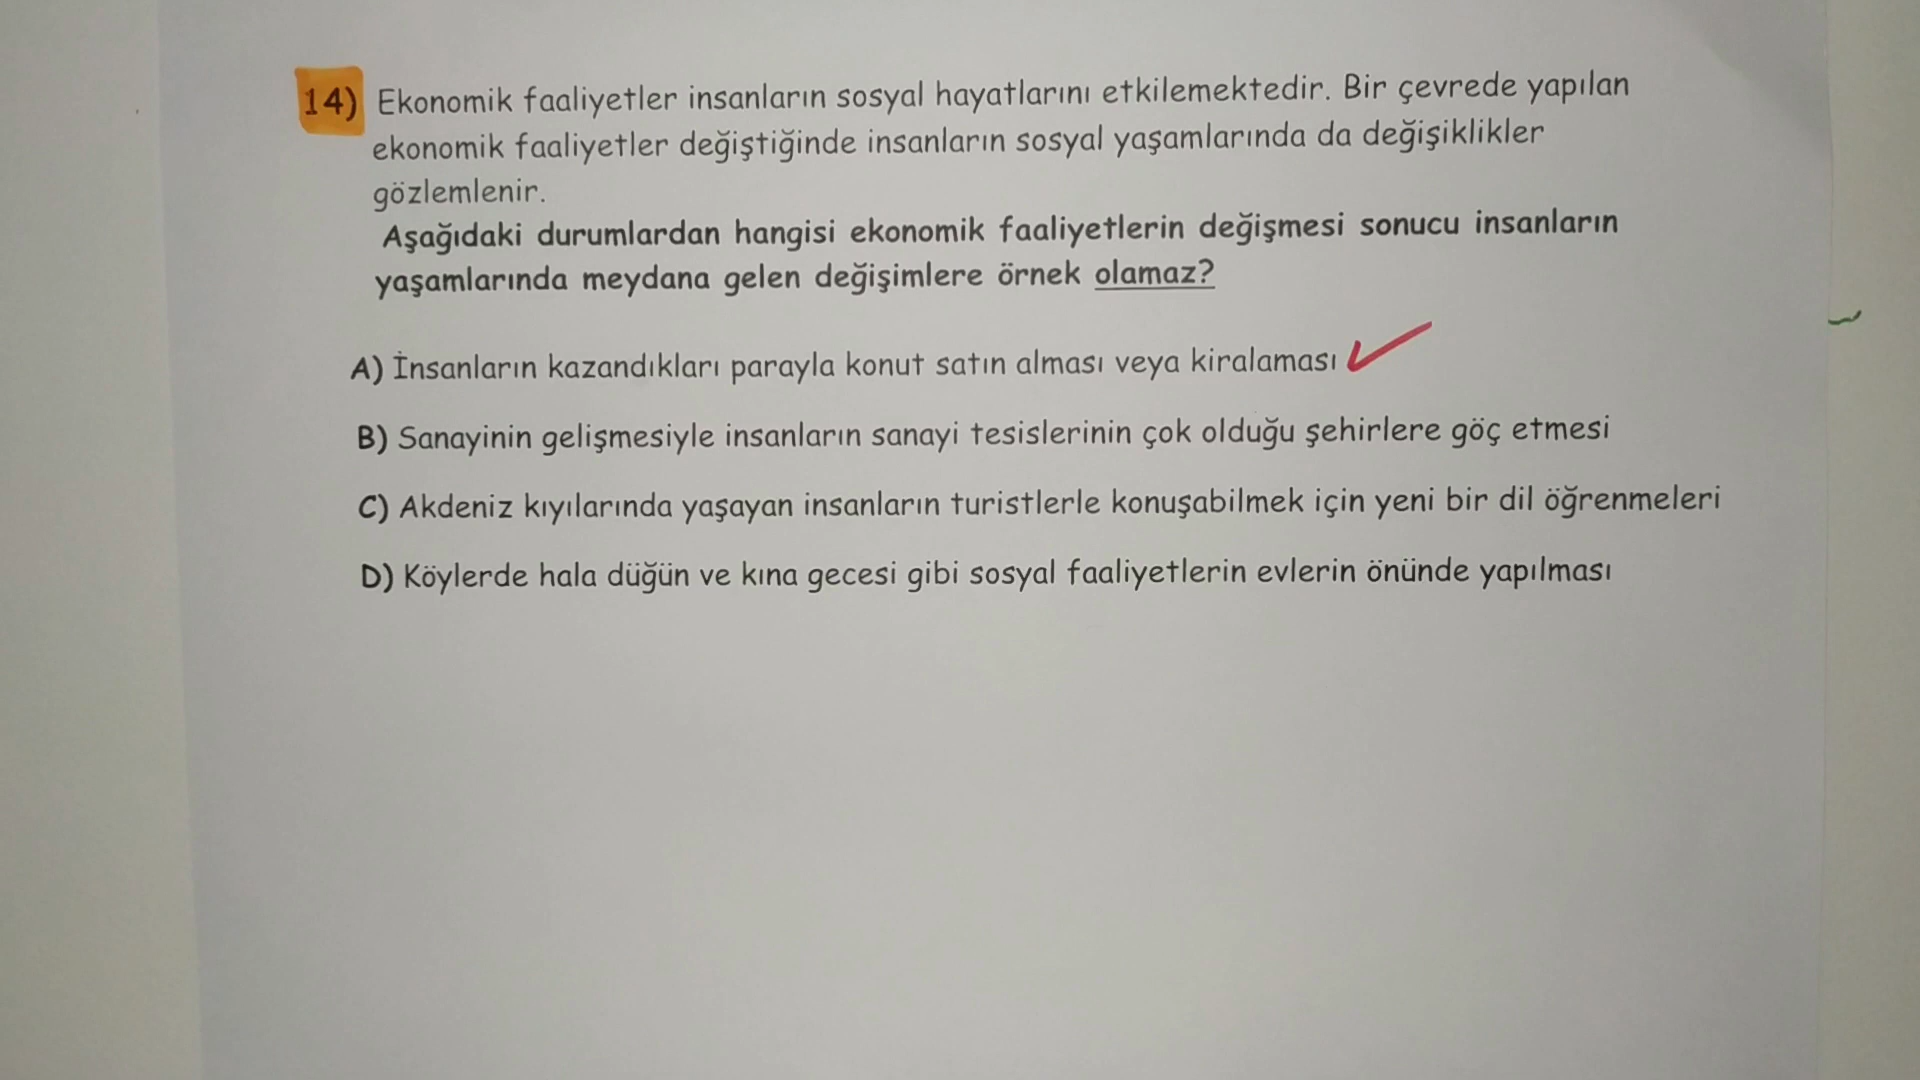 14) Ekonomik faaliyetler insanların sosyal hayatlarını etkilemektedir. Bir çevrede yapılan
ekonomik faaliyetler değiştiğinde insanların sosyal yaşamlarında da değişiklikler
gözlemlenir.
Aşağıdaki durumlardan hangisi ekonomik faaliyetlerin değişmesi sonucu insanların
yaşamlarında meydana gelen değişimlere örnek olamaz?
A) İnsanların kazandıkları parayla konut satın alması veya kiralaması
B) Sanayinin gelişmesiyle insanların sanayi tesislerinin çok olduğu şehirlere göç etmesi
C) Akdeniz kıyılarında yaşayan insanların turistlerle konuşabilmek için yeni bir dil öğrenmeleri
D) Köylerde hala düğün ve kına gecesi gibi sosyal faaliyetlerin evlerin önünde yapılması